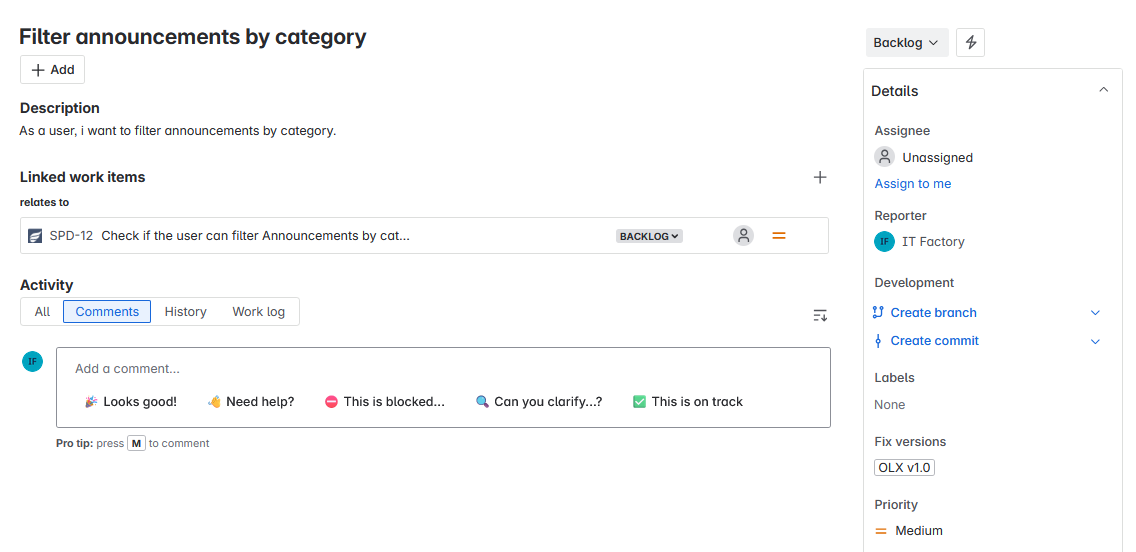 Filter announcements by category
Add
Description
As a user, i want to filter announcements by category.
Linked work items
relates to
SPD-12 Check if the user can filter Announcements by cat... BACKLOG
Activity
All Comments History Work log
IF Add a comment...
Looks good! Need help? This is blocked... Can you clarify...? This is on track
Pro tip: press M to comment
Backlog
Details
Assignee
Unassigned
Assign to me
Reporter
IF IT Factory
Development
Create branch
Create commit
Labels
None
Fix versions
OLX v1.0
Priority
Medium